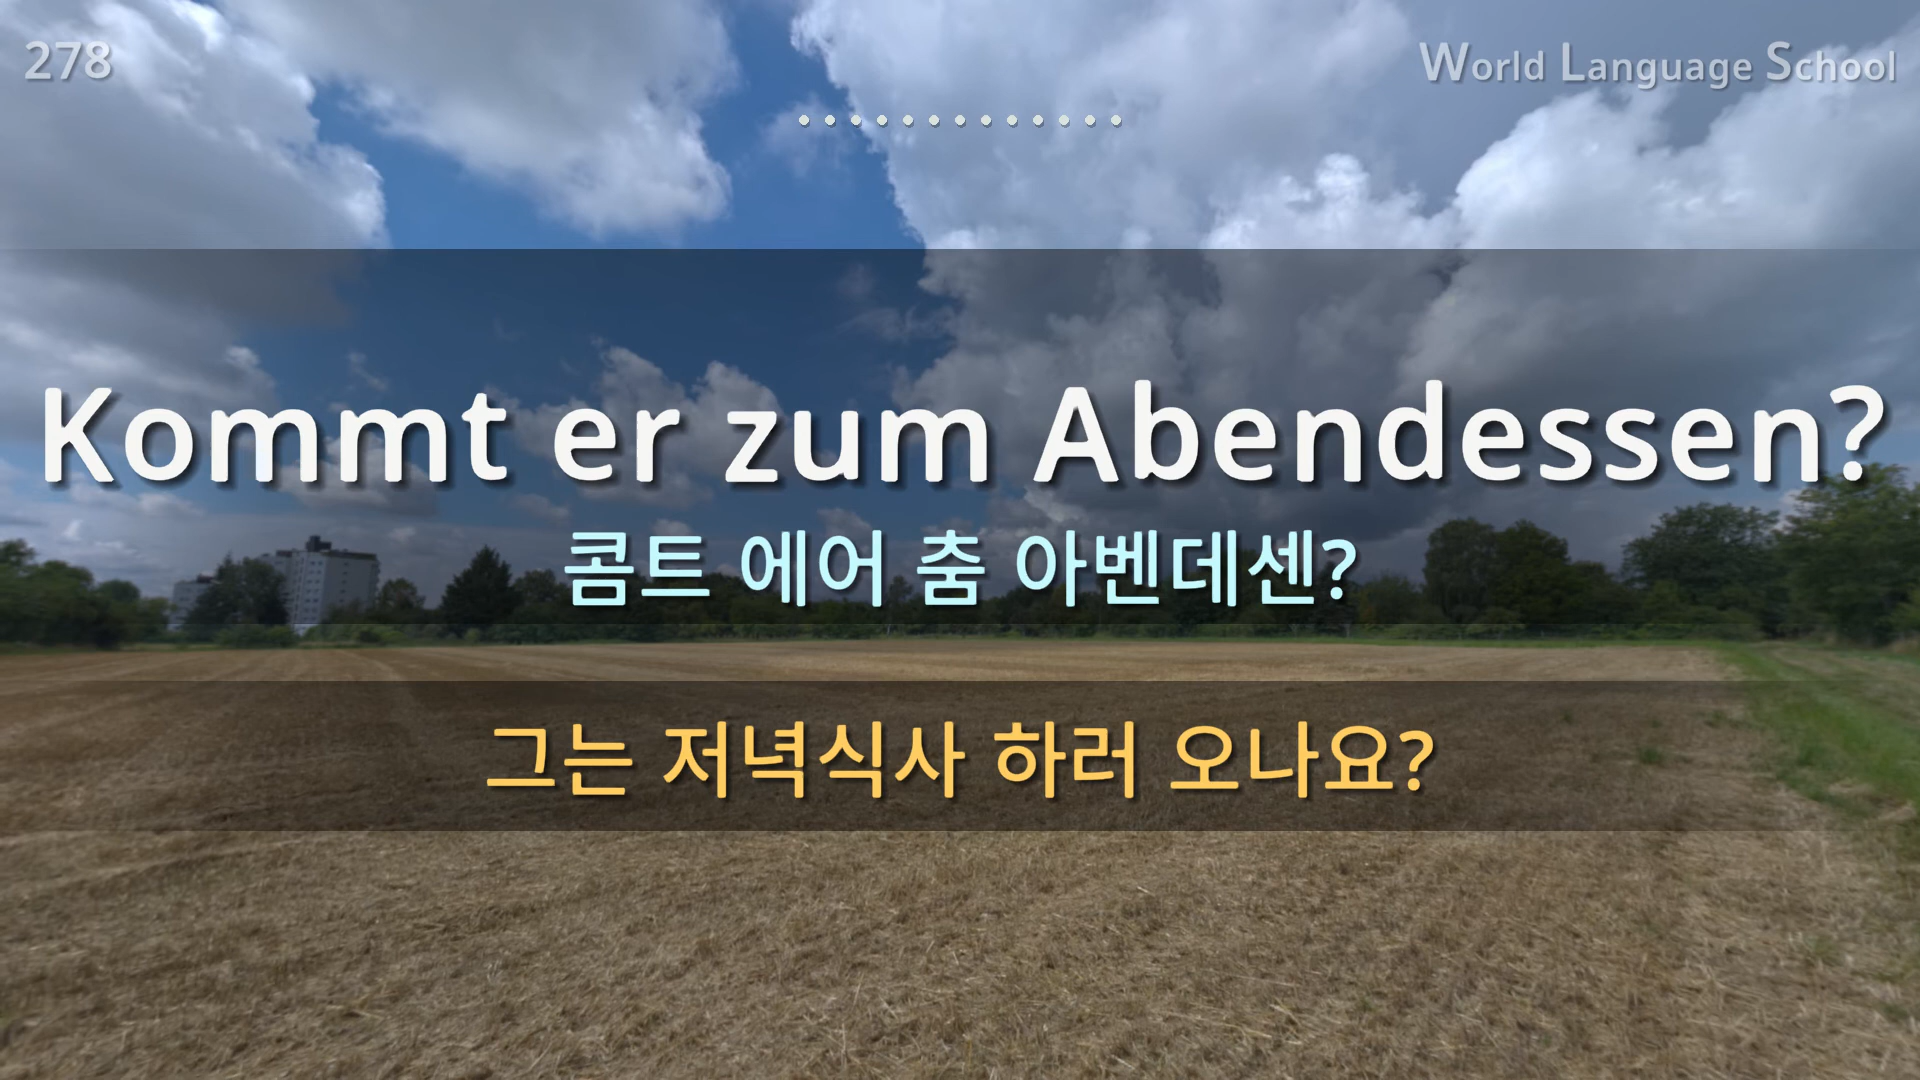 278
World Language School
Kommt er zum Abendessen?
콤트 에어 춤 아벤데센?
그는 저녁식사 하러 오나요?